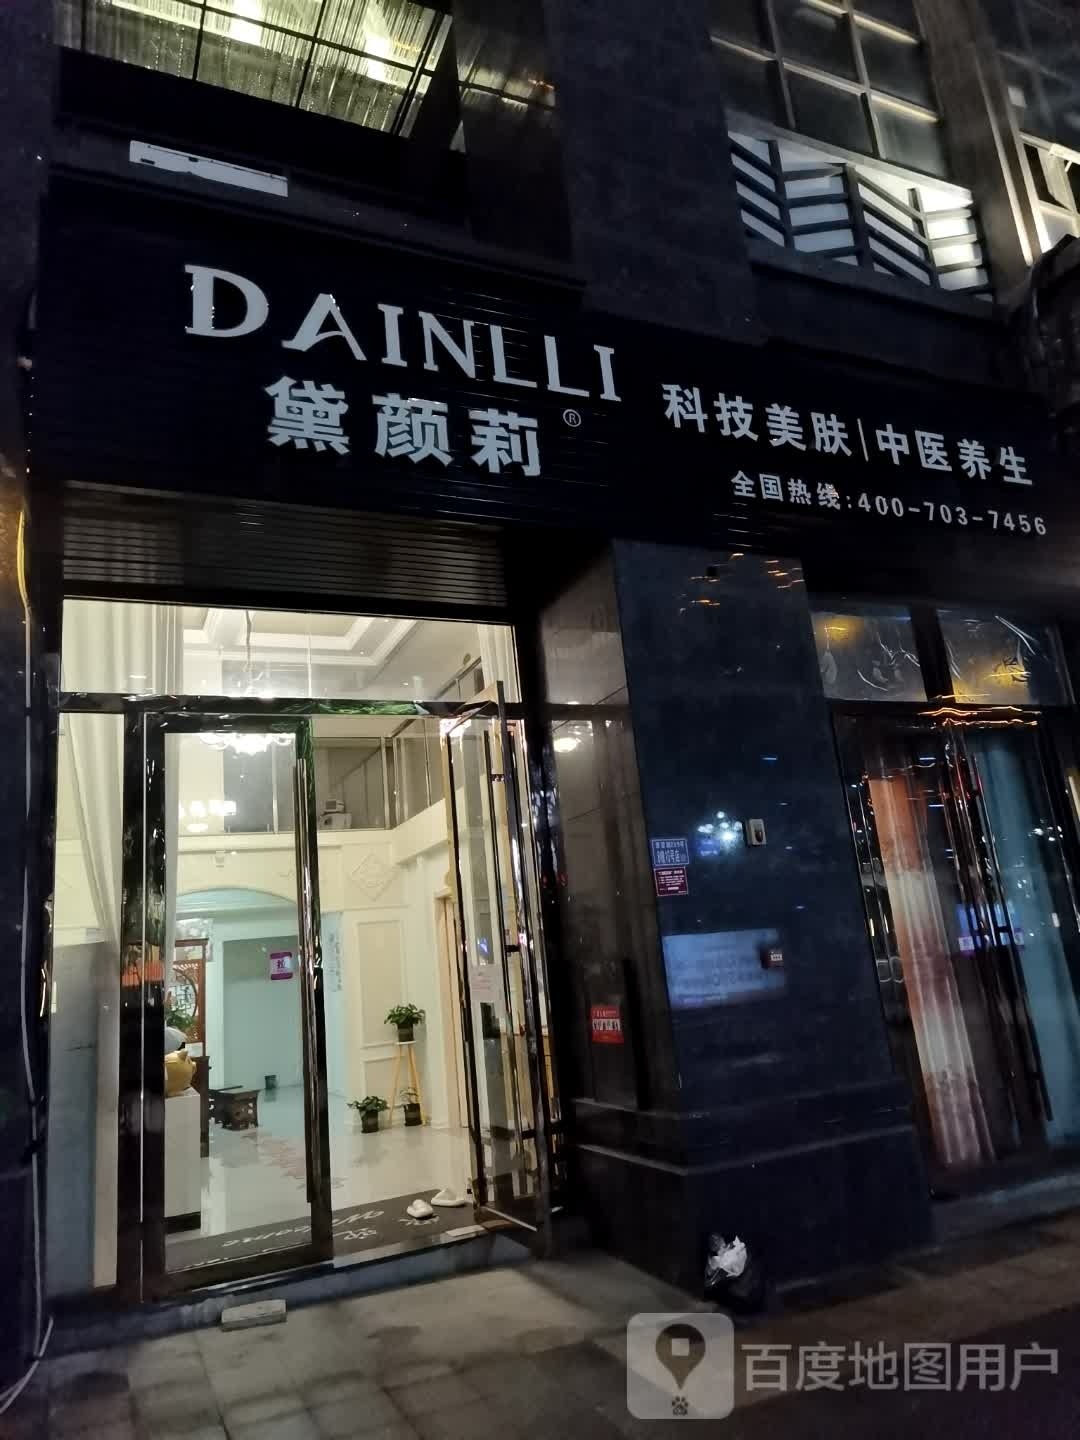 DAINLLI
黛颜莉®
科技美肤|中医养生
全国热线:400-703-7456
Welcome
百度地图用户